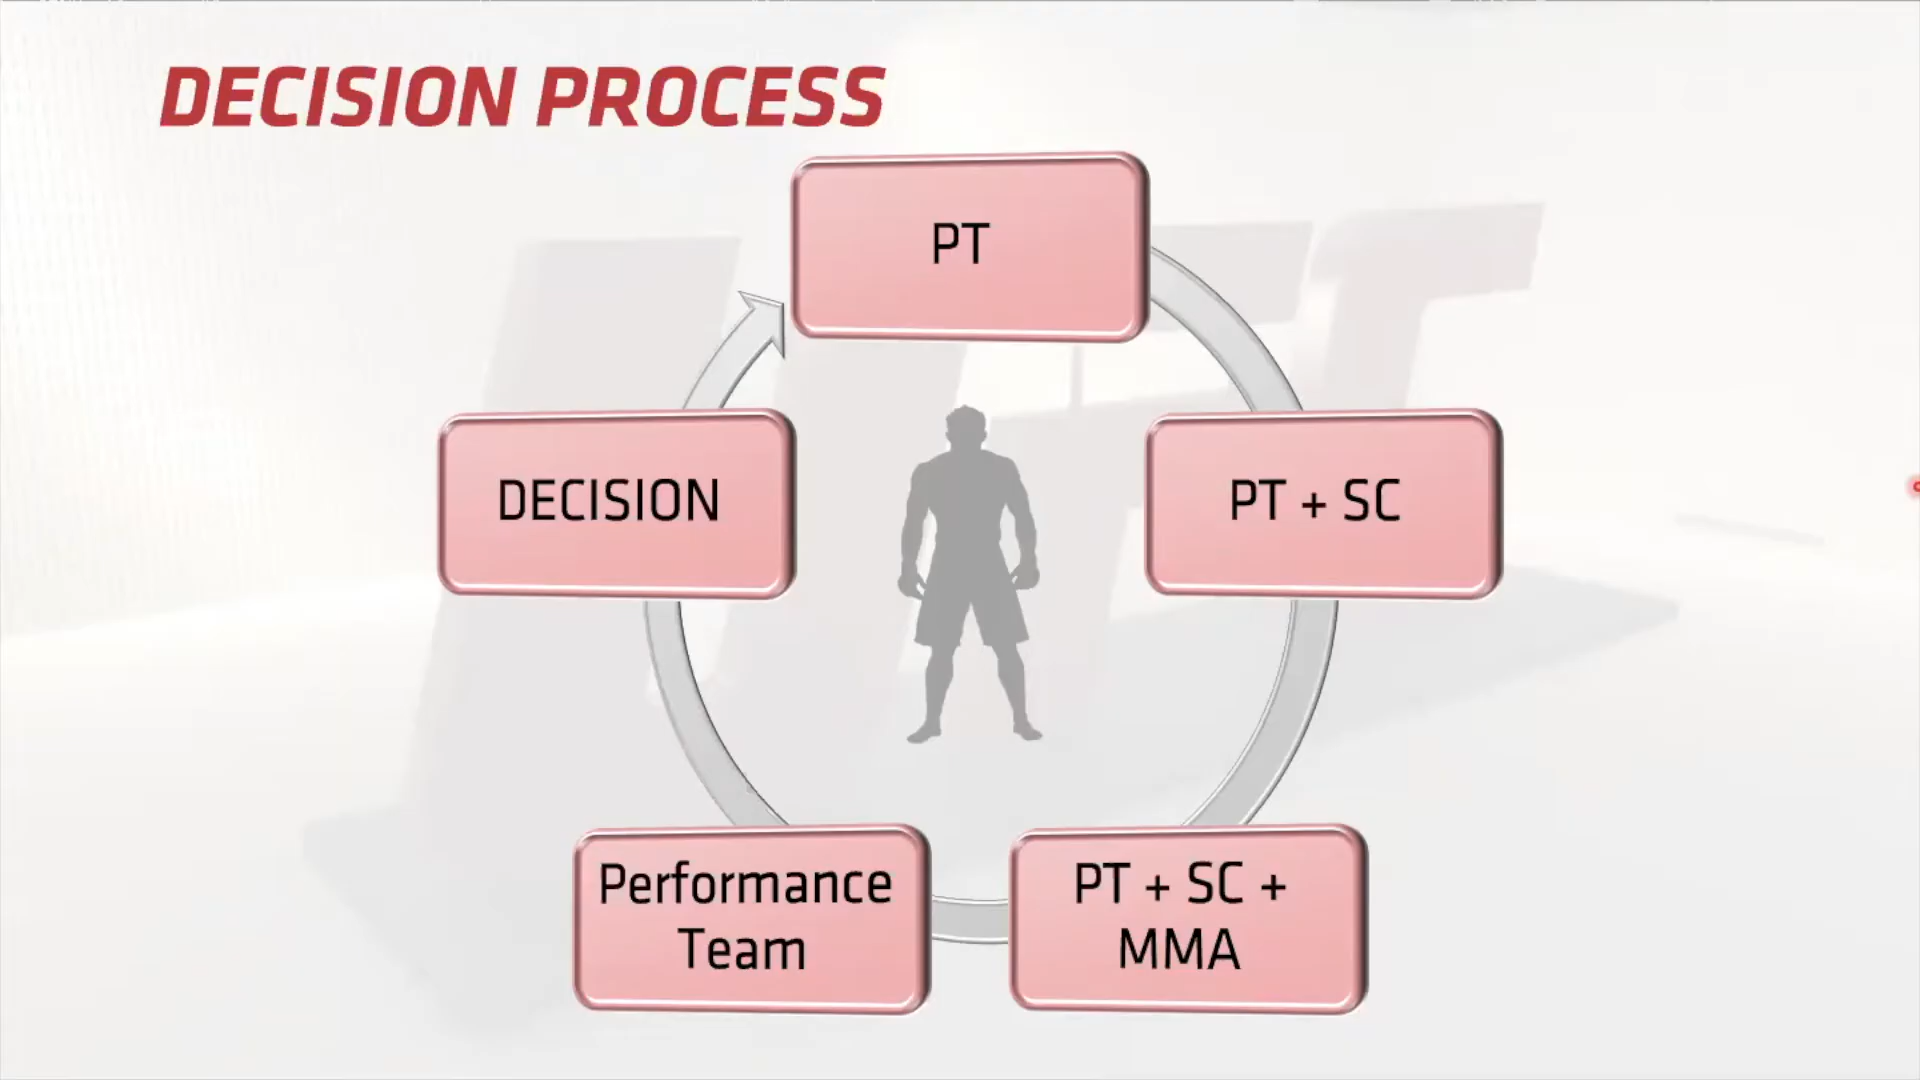 DECISION PROCESS
PT
PT + SC
PT + SC +
MMA
Performance
Team
DECISION